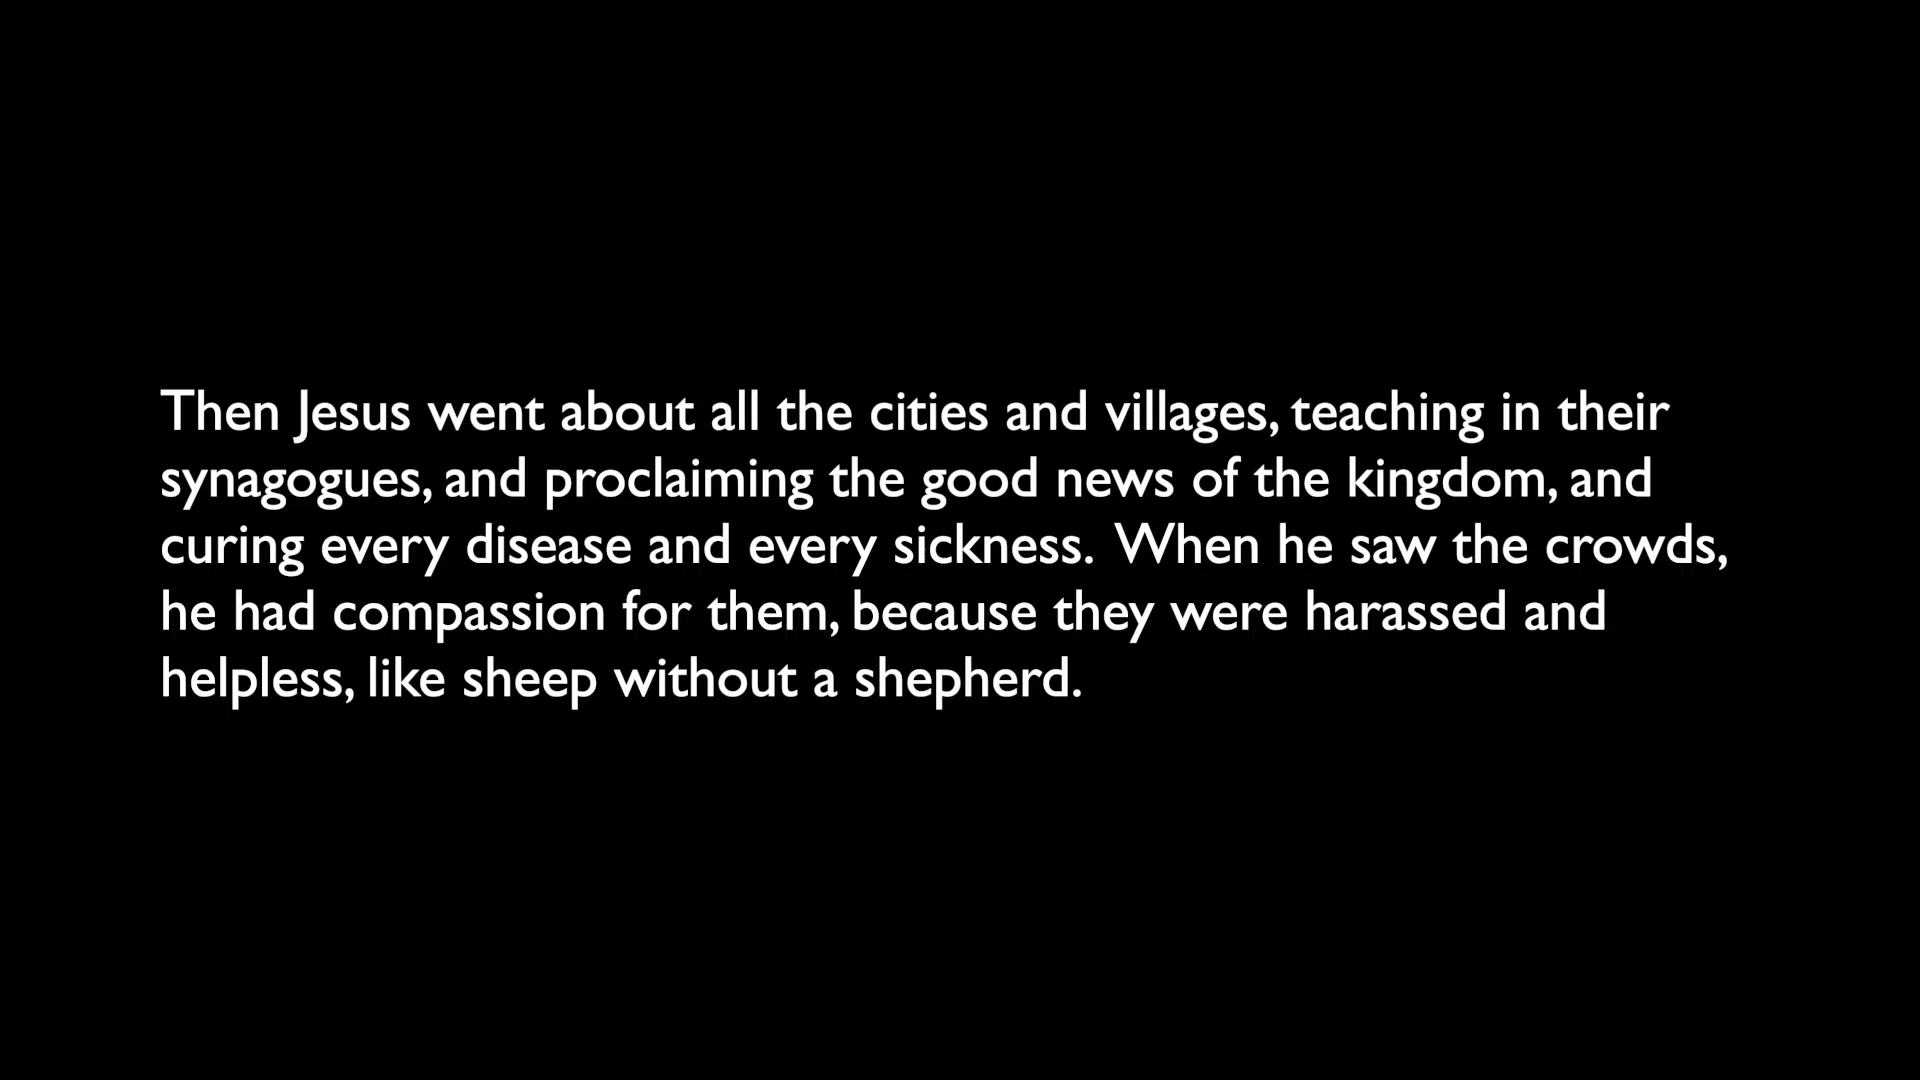 Then Jesus went about all the cities and villages, teaching in their
synagogues, and proclaiming the good news of the kingdom, and
curing every disease and every sickness.  When he saw the crowds,
he had compassion for them, because they were harassed and
helpless, like sheep without a shepherd.